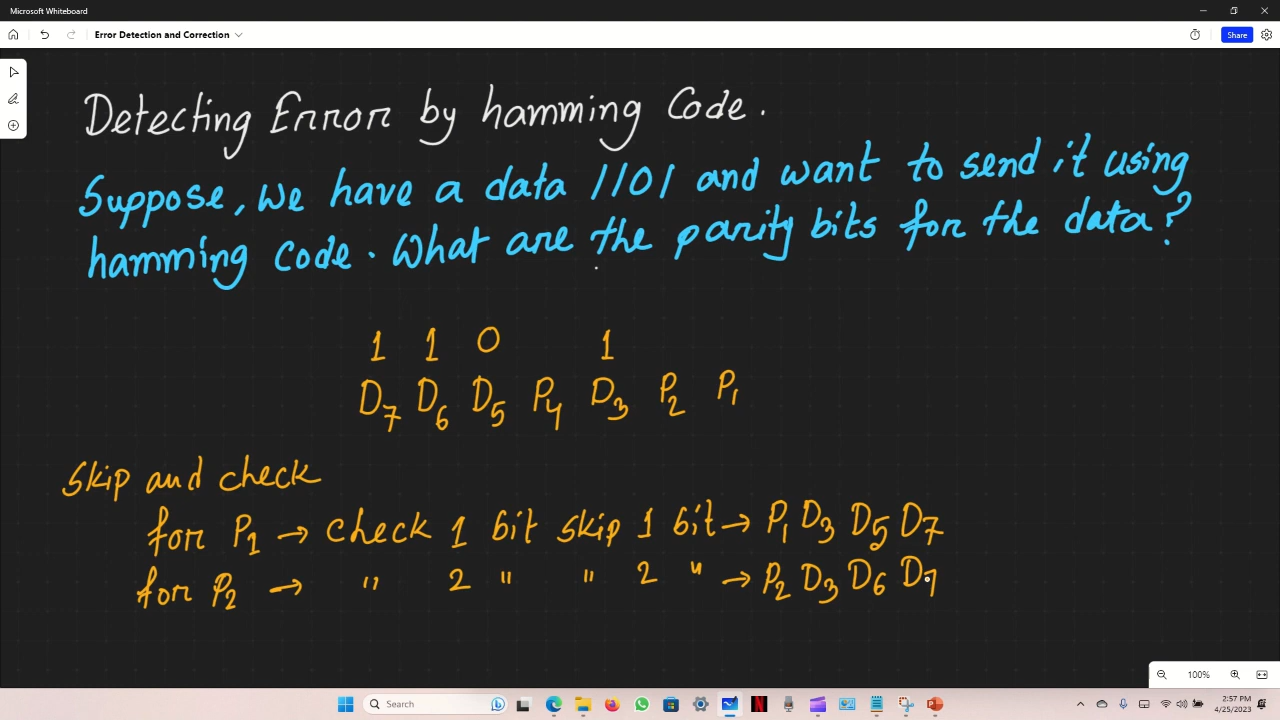 Microsoft Whiteboard
Error Detection and Correction
Share
Detecting Error by hamming Code.
Suppose, We have a data 1101 and want to send it using
hamming Code. What are the parity bits for the data?
1 1 0 1
D7 D6 D5 P4 D3 P2 P1
Skip and check
for P1 → check 1 bit skip 1 bit → P1 D3 D5 D7
for P2 → " 2 " " 2 " → P2 D3 D6 D7
100%
Search
2:57 PM
4/25/2023